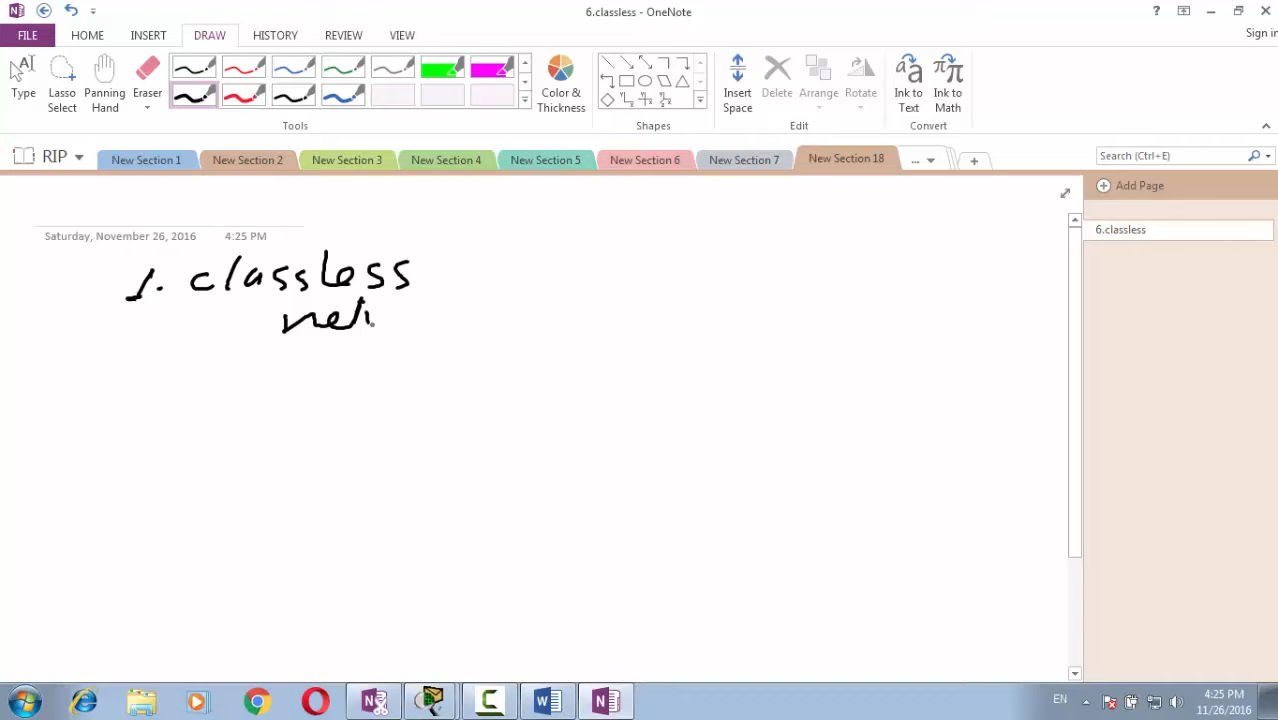 6.classless - OneNote
?
FILE HOME INSERT DRAW HISTORY REVIEW VIEW Sign in
Type Lasso Select Panning Hand Eraser Color & Thickness Insert Space Delete Arrange Rotate Ink to Text Ink to Math
Tools Shapes Edit Convert
RIP New Section 1 New Section 2 New Section 3 New Section 4 New Section 5 New Section 6 New Section 7 New Section 18 ... + Search (Ctrl+E)
Add Page
6.classless
Saturday, November 26, 2016 4:25 PM
1. classless
EN 4:25 PM
11/26/2016